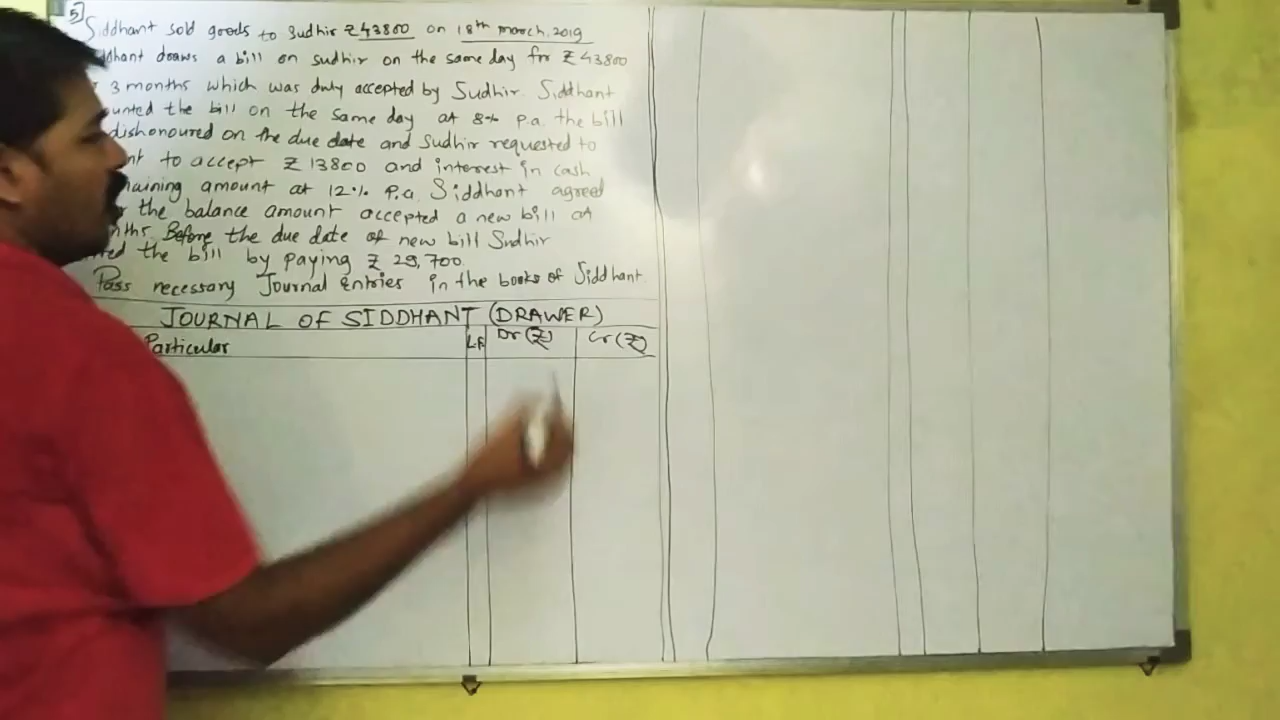 5]
Siddhant sold goods to Sudhir ₹43800 on 18th march, 2019
dhant draws a bill on sudhir on the same day for ₹43800
3 months which was duly accepted by Sudhir. Siddhant
ounted the bill on the same day at 8% p.a. the bill
dishonoured on the due date and Sudhir requested to
nt to accept ₹ 13800 and interest in cash
maining amount at 12% P.a. Siddhant agreed
the balance amount accepted a new bill at
nths. Before the due date of new bill Sudhir
the bill by paying ₹ 29,700.
Pass necessary Journal Entries in the books of Siddhant.
JOURNAL OF SIDDHANT (DRAWER)
Particular L.F Dr (₹) Cr (₹)